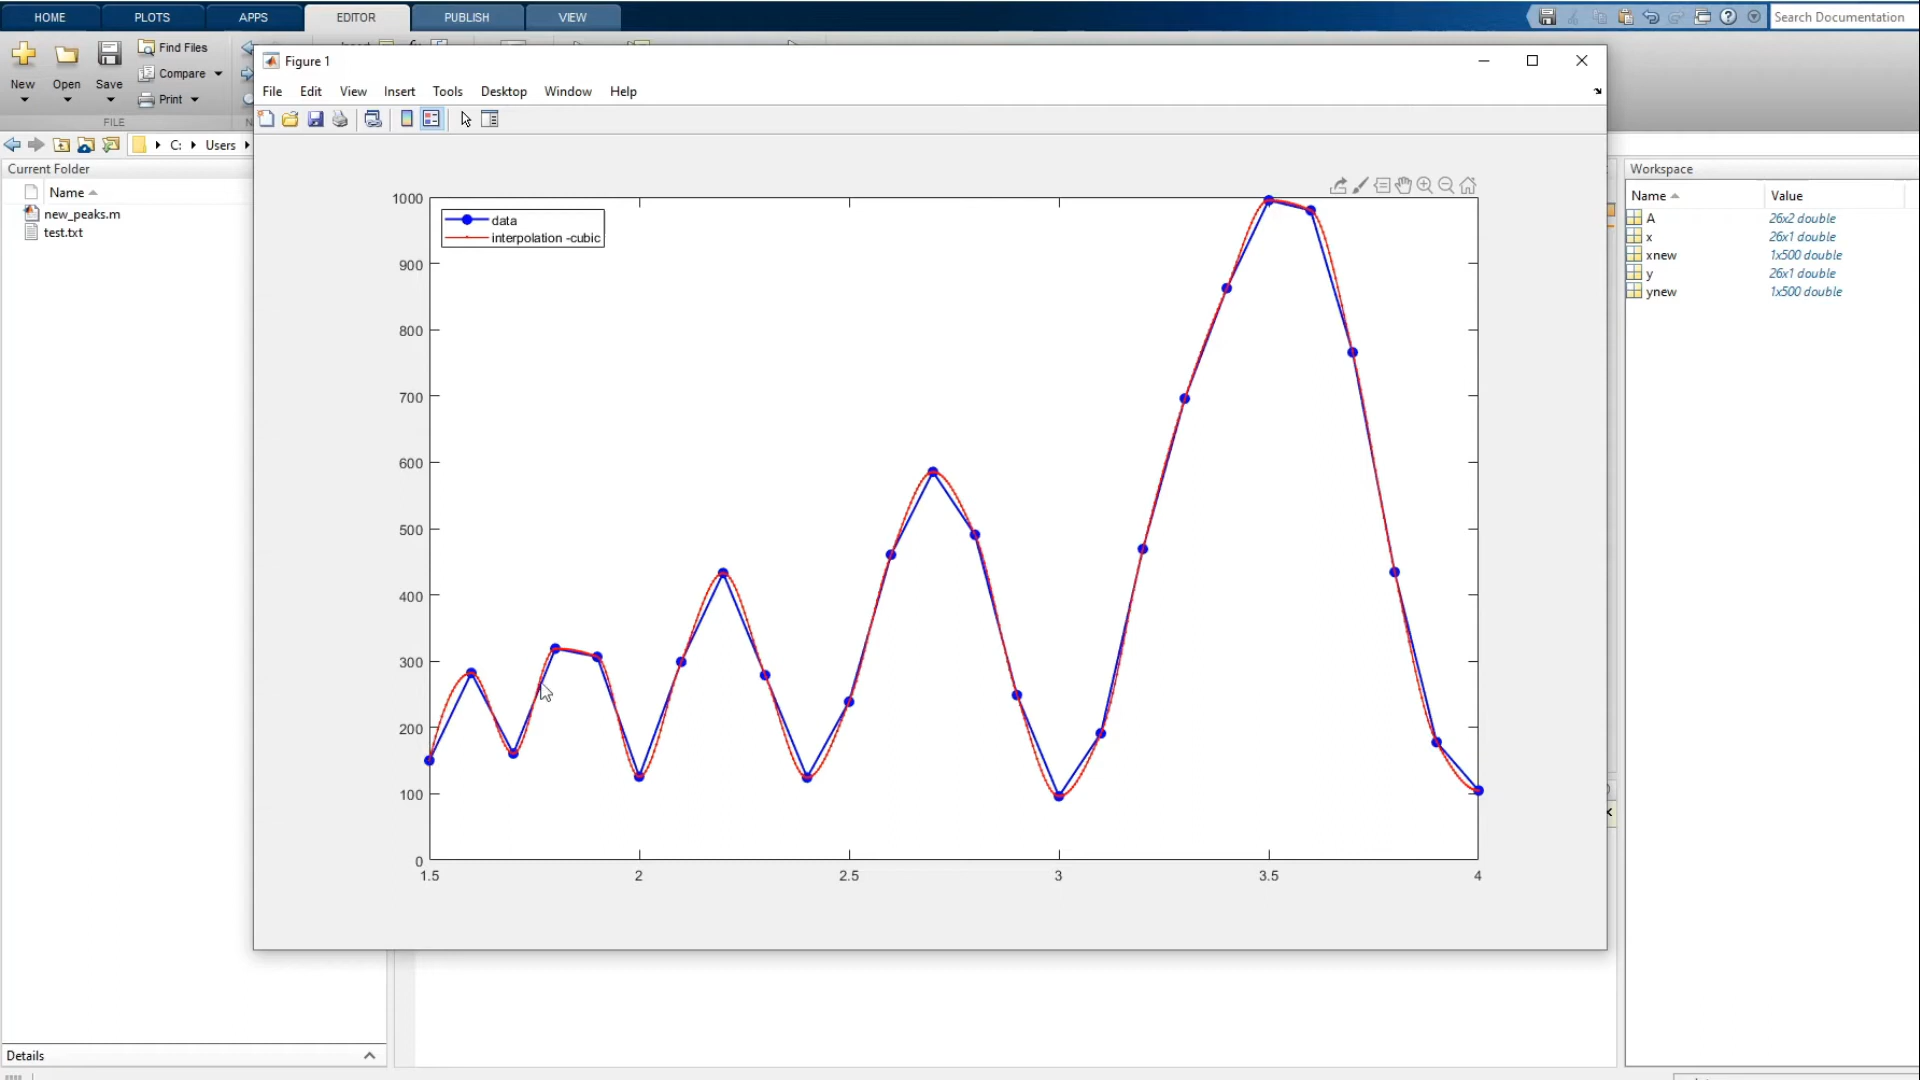 HOME PLOTS APPS EDITOR PUBLISH VIEW
Search Documentation
New Open Save Find Files
Compare
Print
FILE
C: Users
Figure 1
File Edit View Insert Tools Desktop Window Help
Current Folder
Name
new_peaks.m
test.txt
1000
900
800
700
600
500
400
300
200
100
0
data
interpolation -cubic
1.5 2 2.5 3 3.5 4
Workspace
Name Value
A 26x2 double
x 26x1 double
xnew 1x500 double
y 26x1 double
ynew 1x500 double
Details